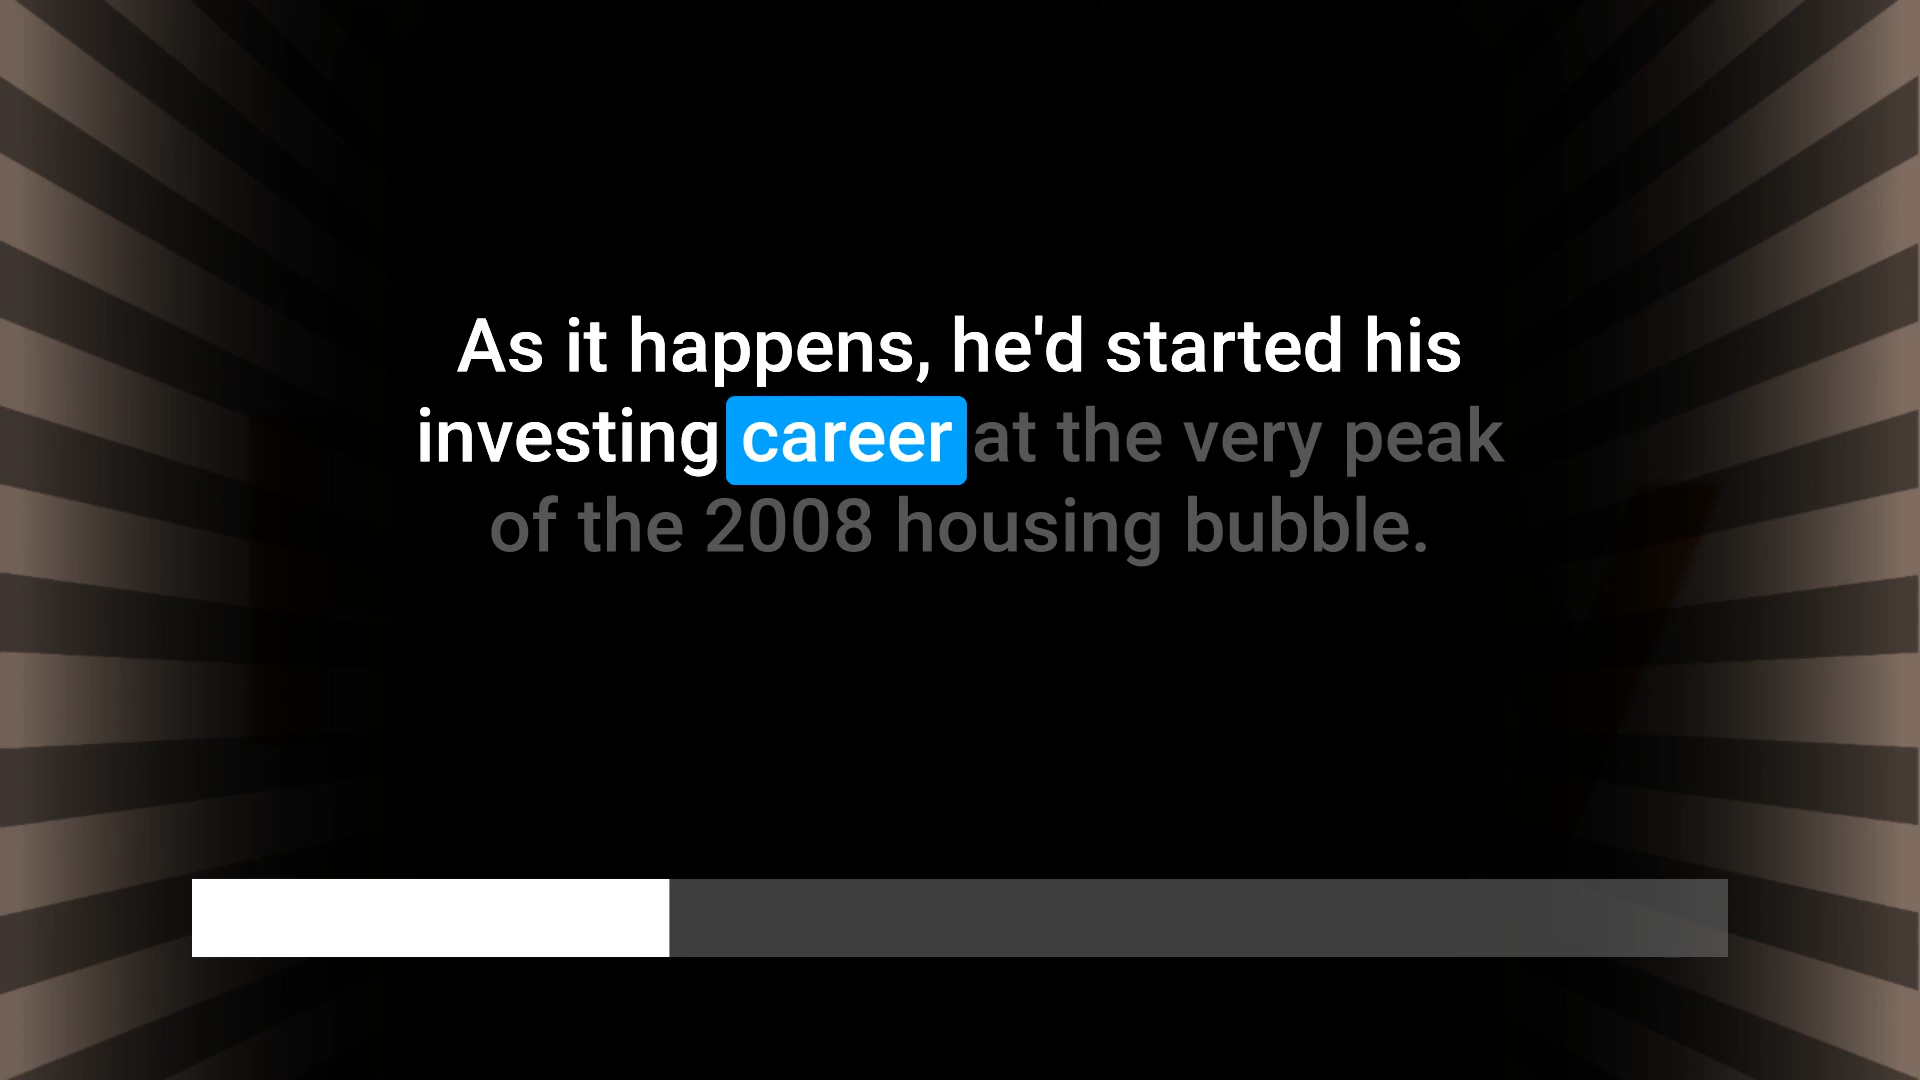 As it happens, he'd started his
investing career at the very peak
of the 2008 housing bubble.